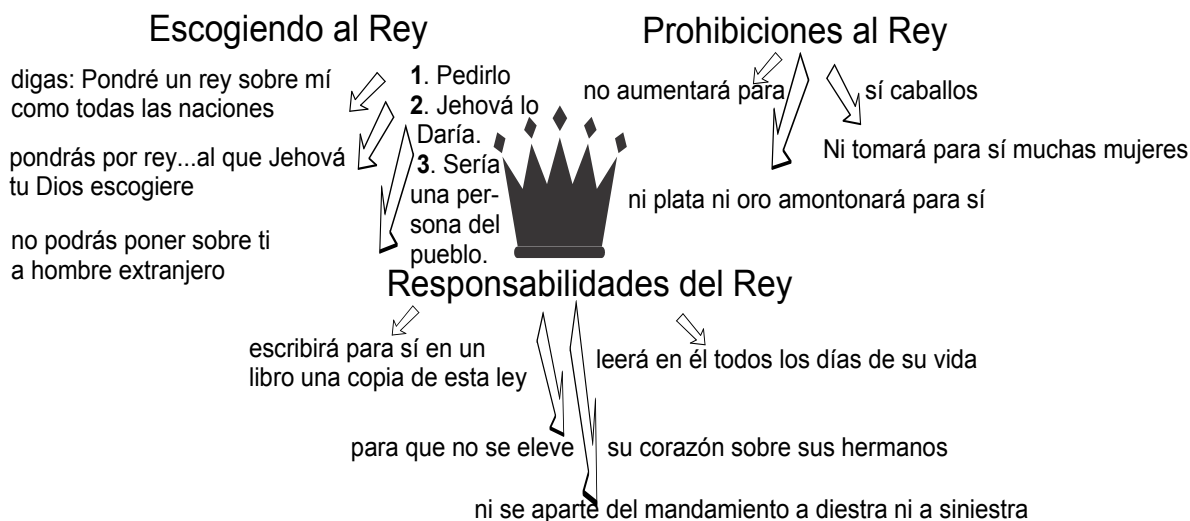 Escogiendo al Rey
digas: Pondré un rey sobre mí
como todas las naciones
pondrás por rey...al que Jehová
tu Dios escogiere
no podrás poner sobre ti
a hombre extranjero
1. Pedirlo
2. Jehová lo
Daría.
3. Sería
una per-
sona del
pueblo.
Prohibiciones al Rey
no aumentará para sí caballos
Ni tomará para sí muchas mujeres
ni plata ni oro amontonará para sí
Responsabilidades del Rey
escribirá para sí en un
libro una copia de esta ley
leerá en él todos los días de su vida
para que no se eleve su corazón sobre sus hermanos
ni se aparte del mandamiento a diestra ni a siniestra